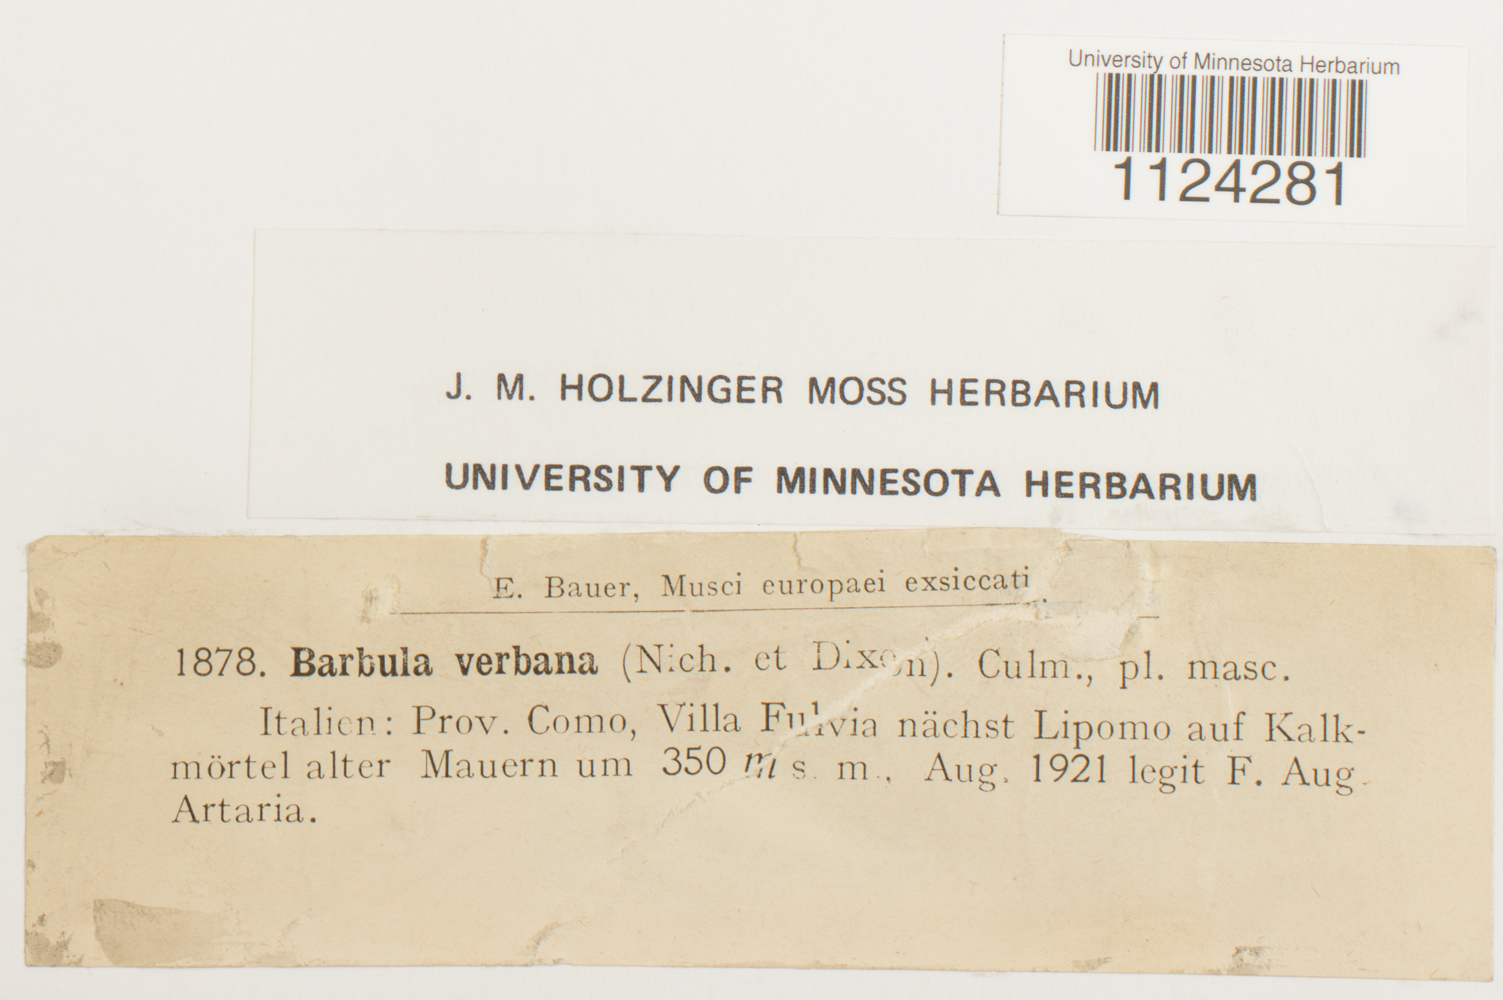 University of Minnesota Herbarium
1124281
J. M. HOLZINGER MOSS HERBARIUM
UNIVERSITY OF MINNESOTA HERBARIUM
E. Bauer, Musci europaei exsiccati.
1878. Barbula verbana (Nich. et Dixon). Culm., pl. masc.
Italien: Prov. Como, Villa Fulvia nächst Lipomo auf Kalk-
mörtel alter Mauern um 350 m s. m., Aug. 1921 legit F. Aug.
Artaria.